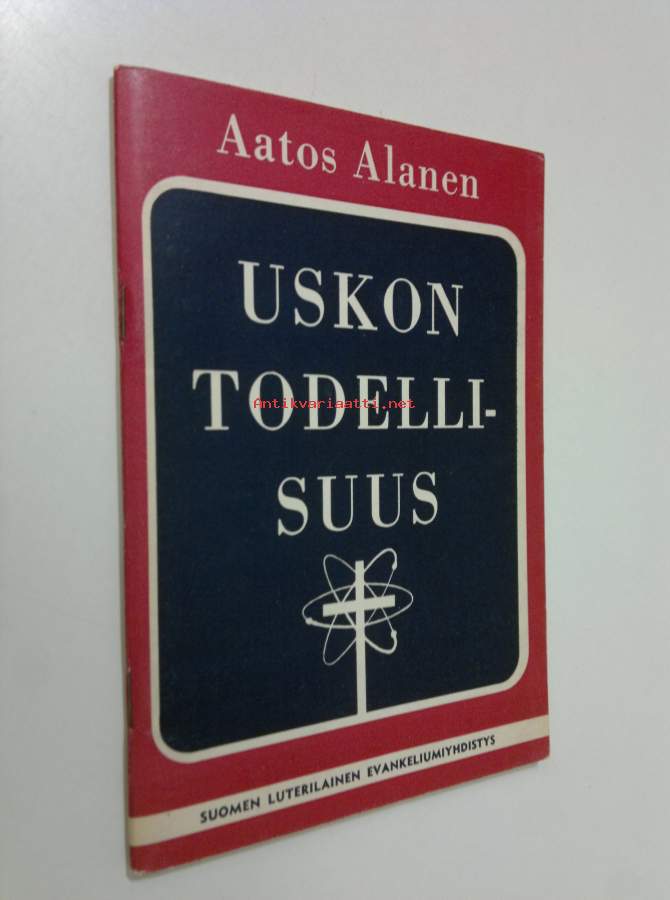 Aatos Alanen
USKON
TODELLI-
Antikvariaatti.net
SUUS
SUOMEN LUTERILAINEN EVANKELIUMIYHDISTYS